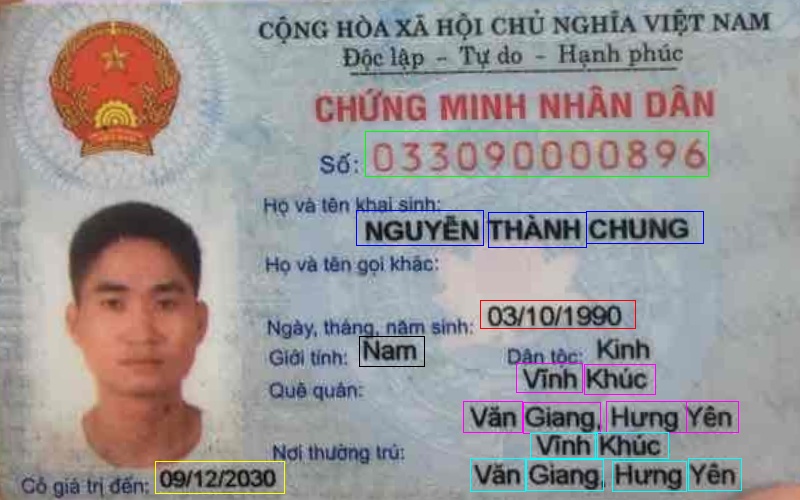 CỘNG HÒA XÃ HỘI CHỦ NGHĨA VIỆT NAM
Độc lập - Tự do - Hạnh phúc
CHỨNG MINH NHÂN DÂN
Số: 033090000896
Họ và tên khai sinh:
NGUYỄN THÀNH CHUNG
Họ và tên gọi khác:
Ngày, tháng, năm sinh: 03/10/1990
Giới tính: Nam Dân tộc: Kinh
Quê quán: Vĩnh Khúc
Văn Giang, Hưng Yên
Nơi thường trú: Vĩnh Khúc
Văn Giang, Hưng Yên
Có giá trị đến: 09/12/2030